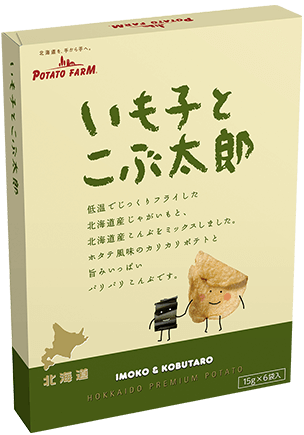 北海道を、手から芋へ。
POTATO FARM
いも子と
こぶ太郎
低温でじっくりフライした
北海道産じゃがいもと、
北海道産こんぶをミックスしました。
ホタテ風味のカリカリポテトと
旨みいっぱい
パリパリこんぶです。
北海道
IMOKO & KOBUTARO
HOKKAIDO PREMIUM POTATO
15g×6袋入
いも子とこぶ太郎